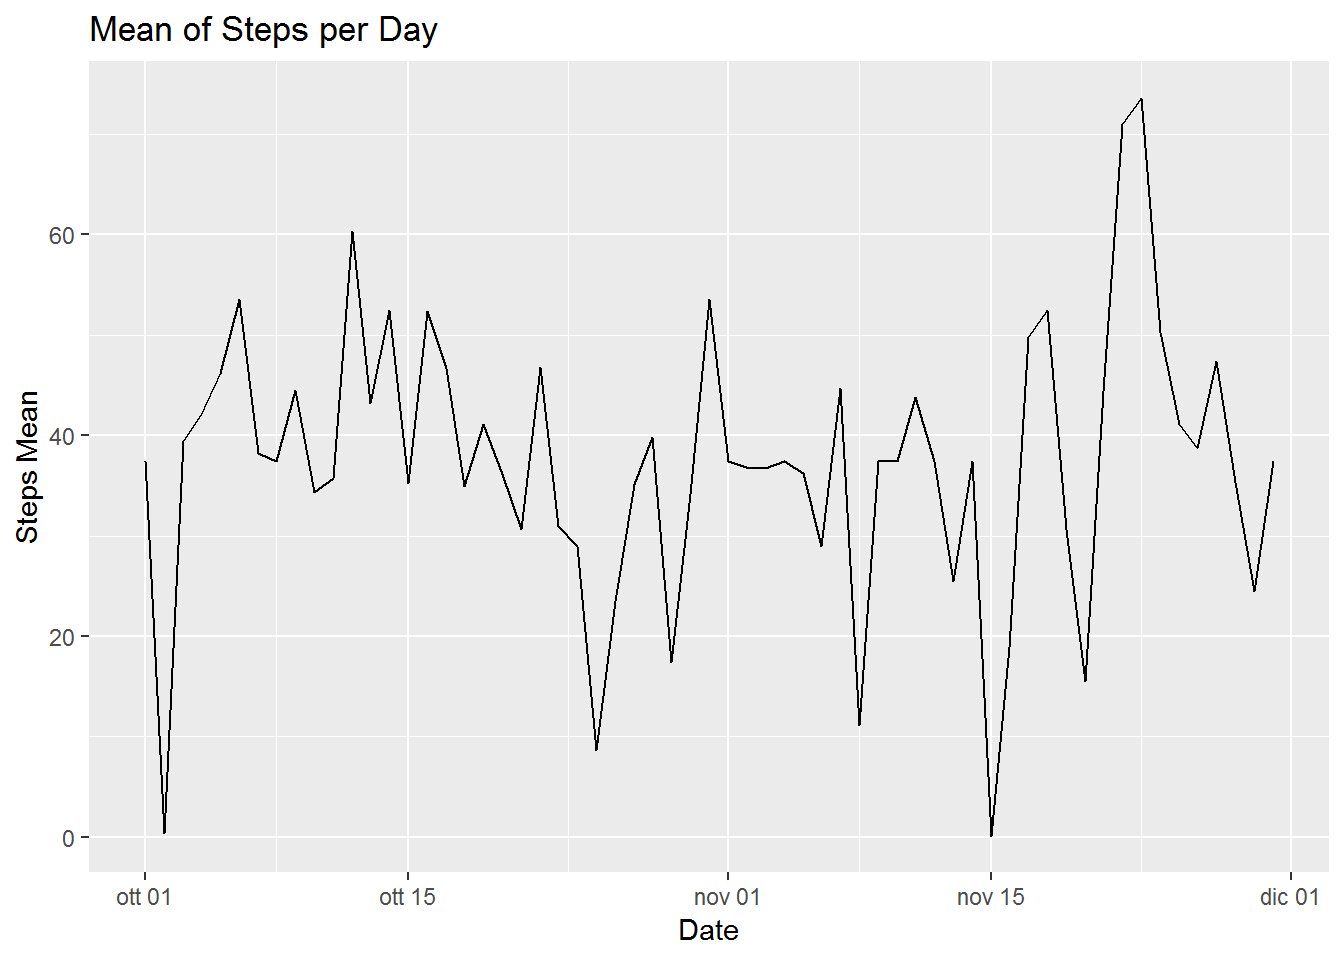 Mean of Steps per Day
Steps Mean
60
40
20
0
ott 01
ott 15
nov 01
nov 15
dic 01
Date